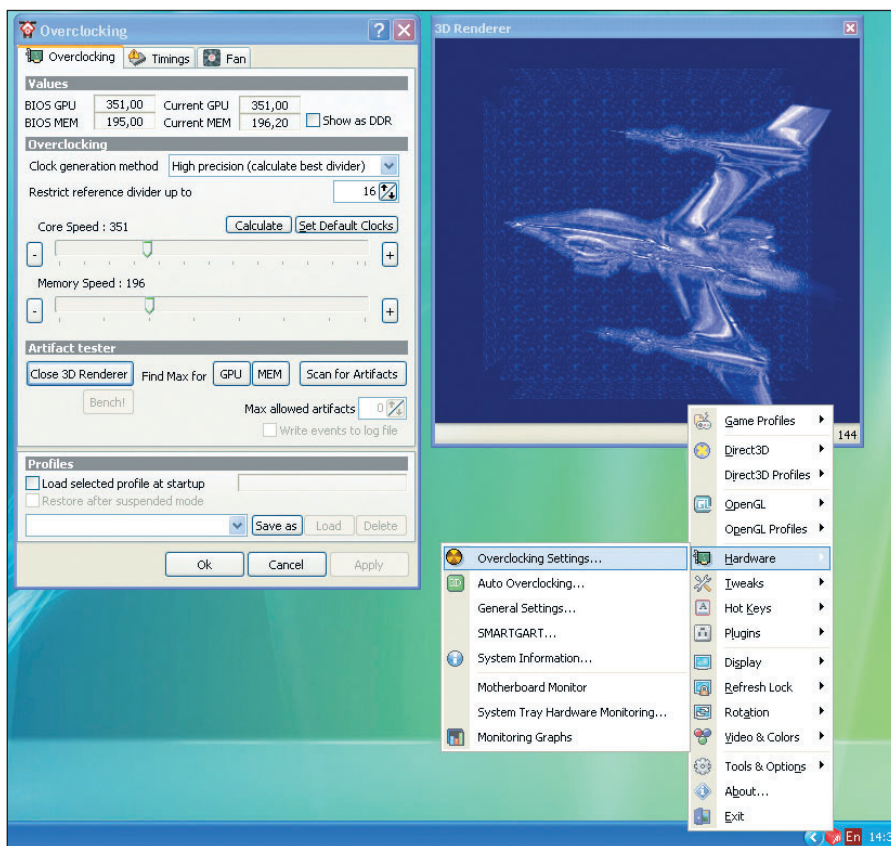 Overclocking
Overclocking Timings Fan
Values
BIOS GPU 351,00 Current GPU 351,00
BIOS MEM 195,00 Current MEM 196,20 Show as DDR
Overclocking
Clock generation method High precision (calculate best divider)
Restrict reference divider up to 16
Core Speed : 351 Calculate Set Default Clocks
- +
Memory Speed : 196
- +
Artifact tester
Close 3D Renderer Find Max for GPU MEM Scan for Artifacts
Bench!
Max allowed artifacts 0
Write events to log file
Profiles
Load selected profile at startup
Restore after suspended mode
Save as Load Delete
Ok Cancel Apply
3D Renderer
144
Game Profiles
Direct3D
Direct3D Profiles
OpenGL
OpenGL Profiles
Hardware
Tweaks
Hot Keys
Plugins
Display
Refresh Lock
Rotation
Video & Colors
Tools & Options
About...
Exit
Overclocking Settings...
Auto Overclocking...
General Settings...
SMARTGART...
System Information...
Motherboard Monitor
System Tray Hardware Monitoring...
Monitoring Graphs
En 14:3